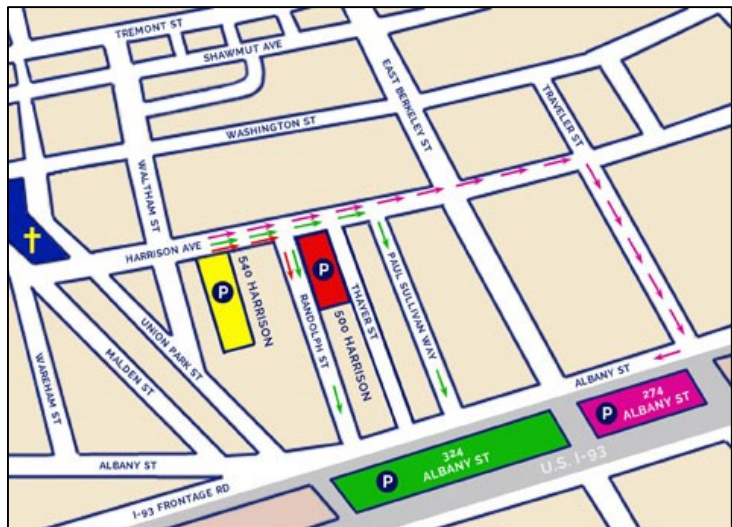 TREMONT ST
SHAWMUT AVE
EAST BERKELEY ST
TRAVELER ST
WASHINGTON ST
WALTHAM ST
HARRISON AVE
P
540 HARRISON
P
500 HARRISON
RANDOLPH ST
THAYER ST
PAUL SULLIVAN WAY
UNION PARK ST
MALDEN ST
WAREHAM ST
ALBANY ST
ALBANY ST
P
274
ALBANY ST
P
324
ALBANY ST
U.S. I-93
I-93 FRONTAGE RD